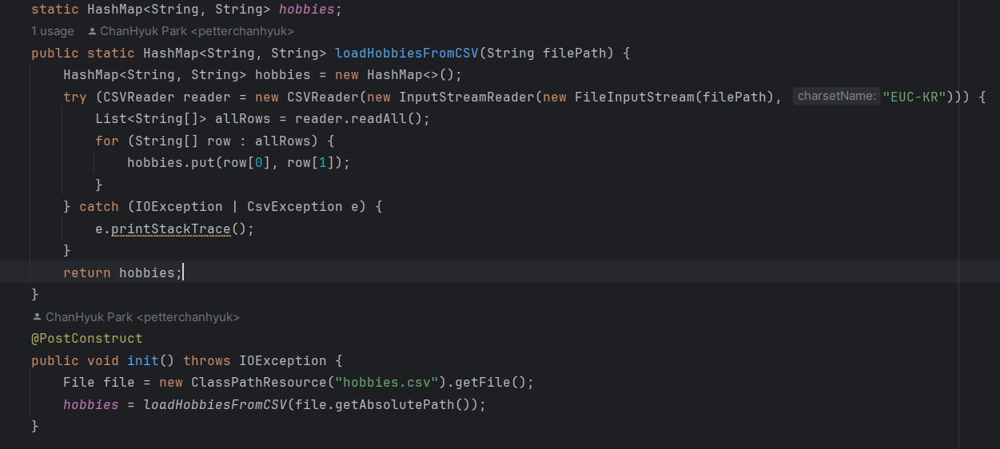 static HashMap<String, String> hobbies;
1 usage ChanHyuk Park <petterchanhyuk>
public static HashMap<String, String> loadHobbiesFromCSV(String filePath) {
HashMap<String, String> hobbies = new HashMap<>();
try (CSVReader reader = new CSVReader(new InputStreamReader(new FileInputStream(filePath), charsetName: "EUC-KR"))) {
List<String[]> allRows = reader.readAll();
for (String[] row : allRows) {
hobbies.put(row[0], row[1]);
}
} catch (IOException | CsvException e) {
e.printStackTrace();
}
return hobbies;
}
ChanHyuk Park <petterchanhyuk>
@PostConstruct
public void init() throws IOException {
File file = new ClassPathResource("hobbies.csv").getFile();
hobbies = loadHobbiesFromCSV(file.getAbsolutePath());
}